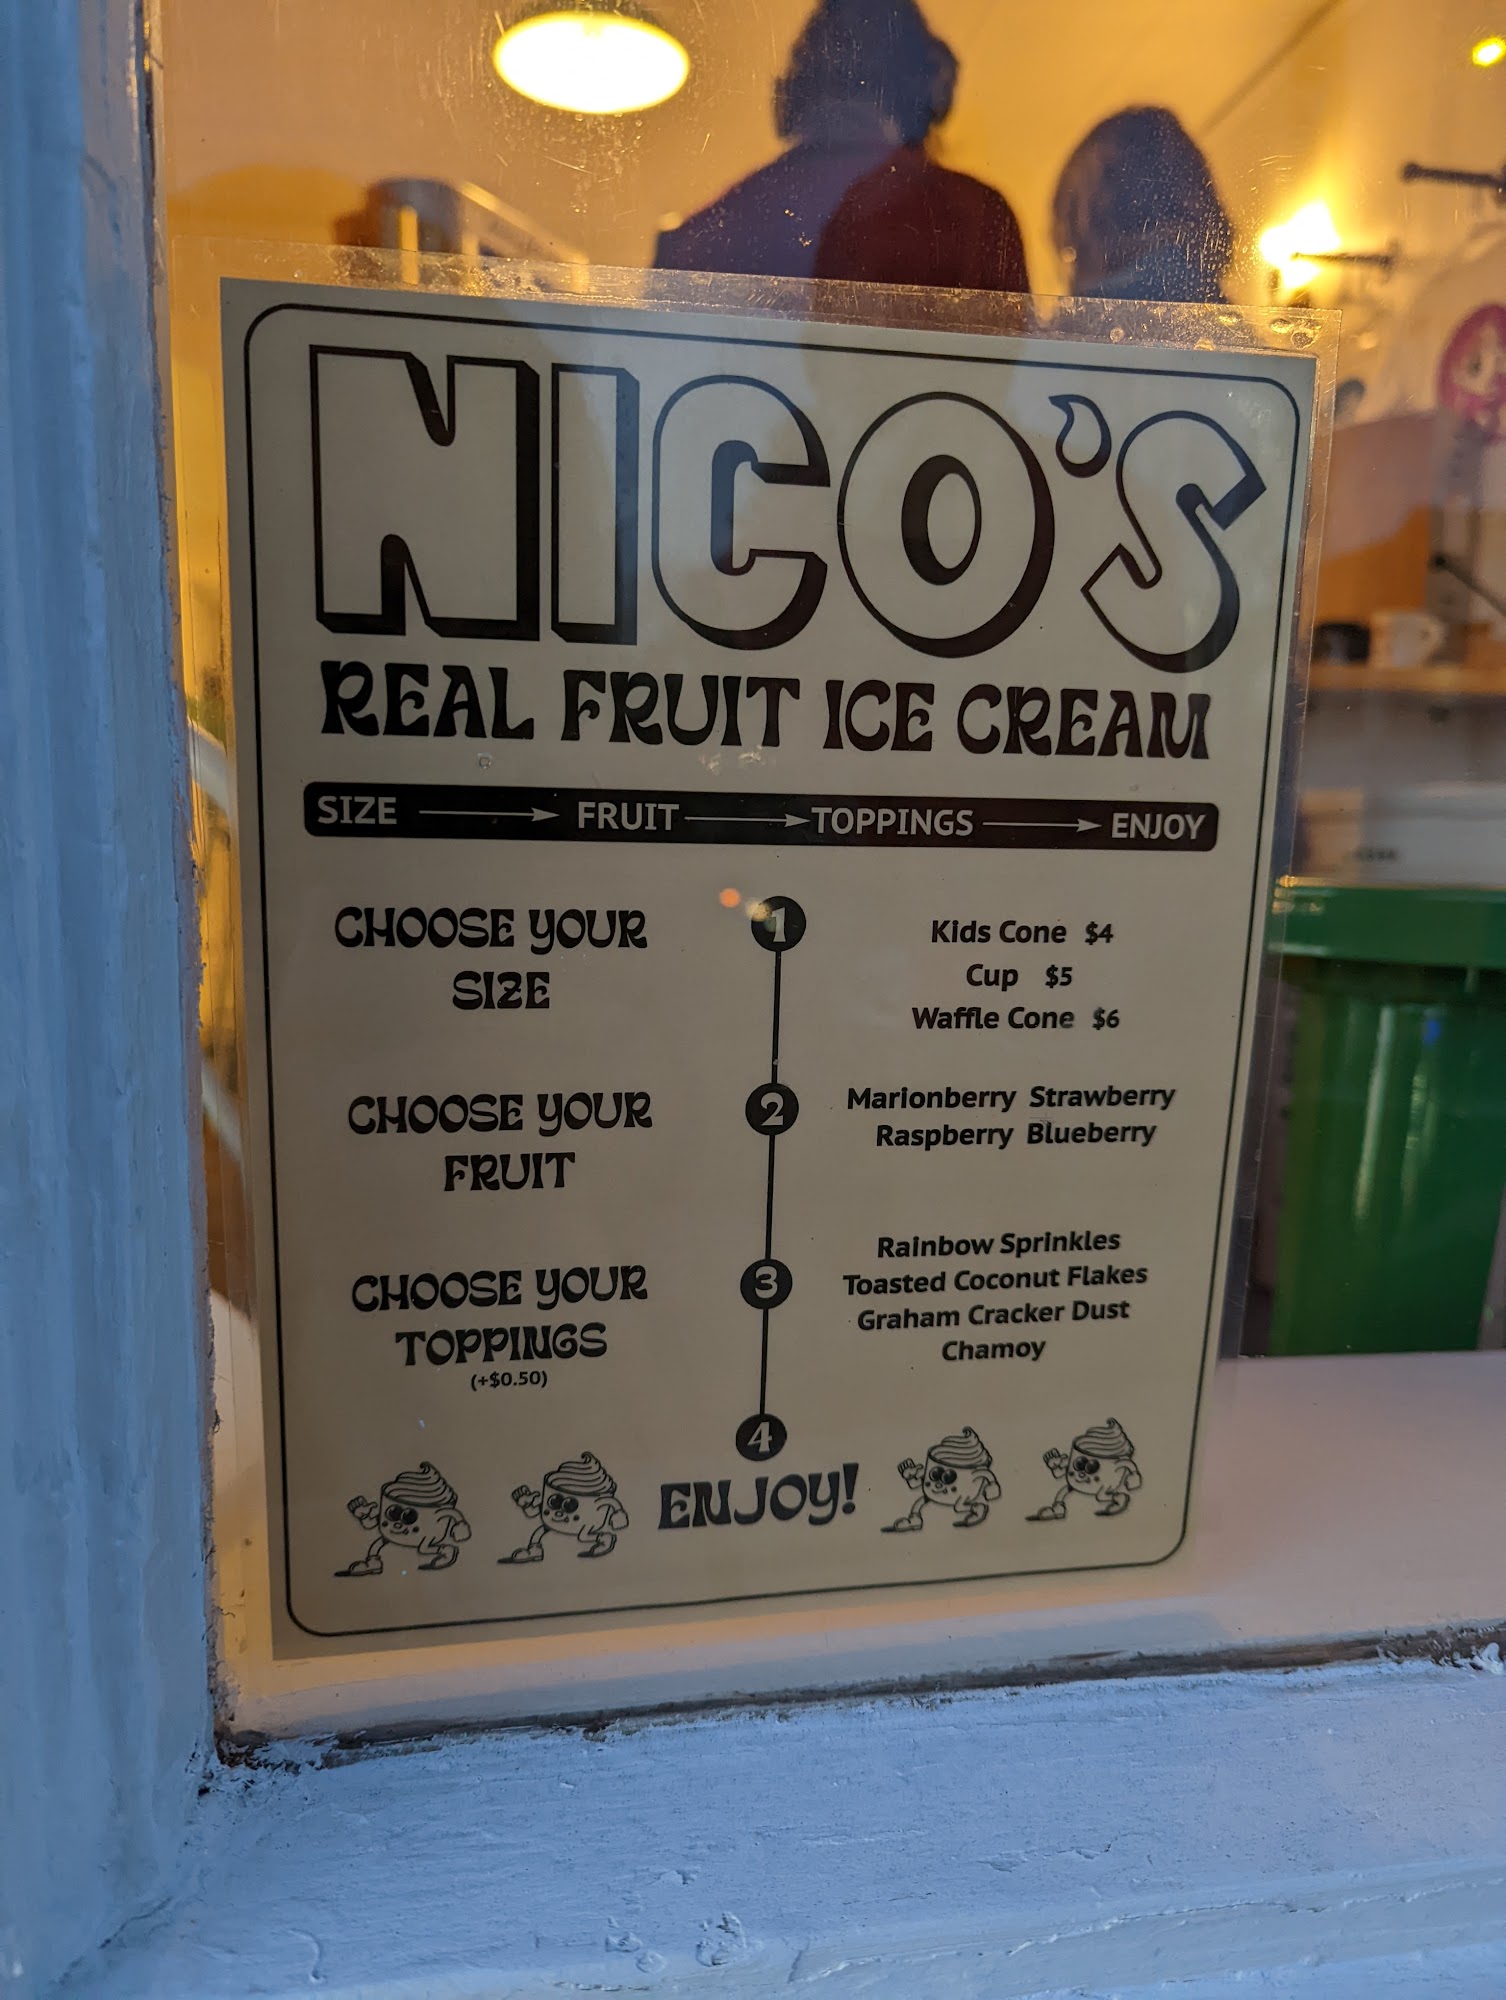 NICO'S
REAL FRUIT ICE CREAM
SIZE FRUIT TOPPINGS ENJOY
CHOOSE YOUR
SIZE
1
Kids Cone $4
Cup $5
Waffle Cone $6
CHOOSE YOUR
FRUIT
2
Marionberry Strawberry
Raspberry Blueberry
CHOOSE YOUR
TOPPINGS
(+$0.50)
3
Rainbow Sprinkles
Toasted Coconut Flakes
Graham Cracker Dust
Chamoy
4
ENJOY!